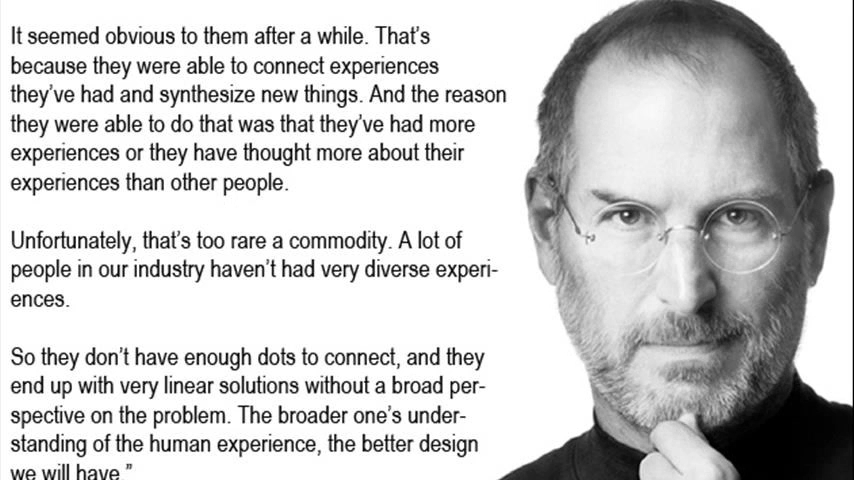 It seemed obvious to them after a while. That’s
because they were able to connect experiences
they’ve had and synthesize new things. And the reason
they were able to do that was that they’ve had more
experiences or they have thought more about their
experiences than other people.
Unfortunately, that’s too rare a commodity. A lot of
people in our industry haven’t had very diverse experi-
ences.
So they don’t have enough dots to connect, and they
end up with very linear solutions without a broad per-
spective on the problem. The broader one’s under-
standing of the human experience, the better design
we will have.”